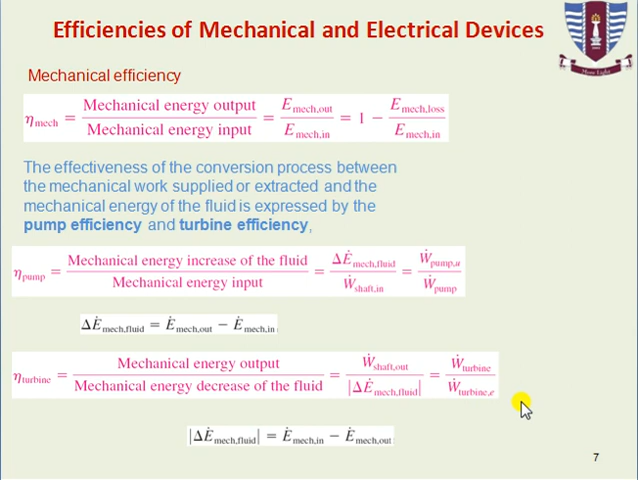 Efficiencies of Mechanical and Electrical Devices
Mechanical efficiency
η_mech = Mechanical energy output / Mechanical energy input = E_mech,out / E_mech,in = 1 − E_mech,loss / E_mech,in
The effectiveness of the conversion process between
the mechanical work supplied or extracted and the
mechanical energy of the fluid is expressed by the
pump efficiency and turbine efficiency,
η_pump = Mechanical energy increase of the fluid / Mechanical energy input = ΔĖ_mech,fluid / Ẇ_shaft,in = Ẇ_pump,u / Ẇ_pump
ΔĖ_mech,fluid = Ė_mech,out − Ė_mech,in
η_turbine = Mechanical energy output / Mechanical energy decrease of the fluid = Ẇ_shaft,out / |ΔĖ_mech,fluid| = Ẇ_turbine / Ẇ_turbine,e
|ΔĖ_mech,fluid| = Ė_mech,in − Ė_mech,out
7